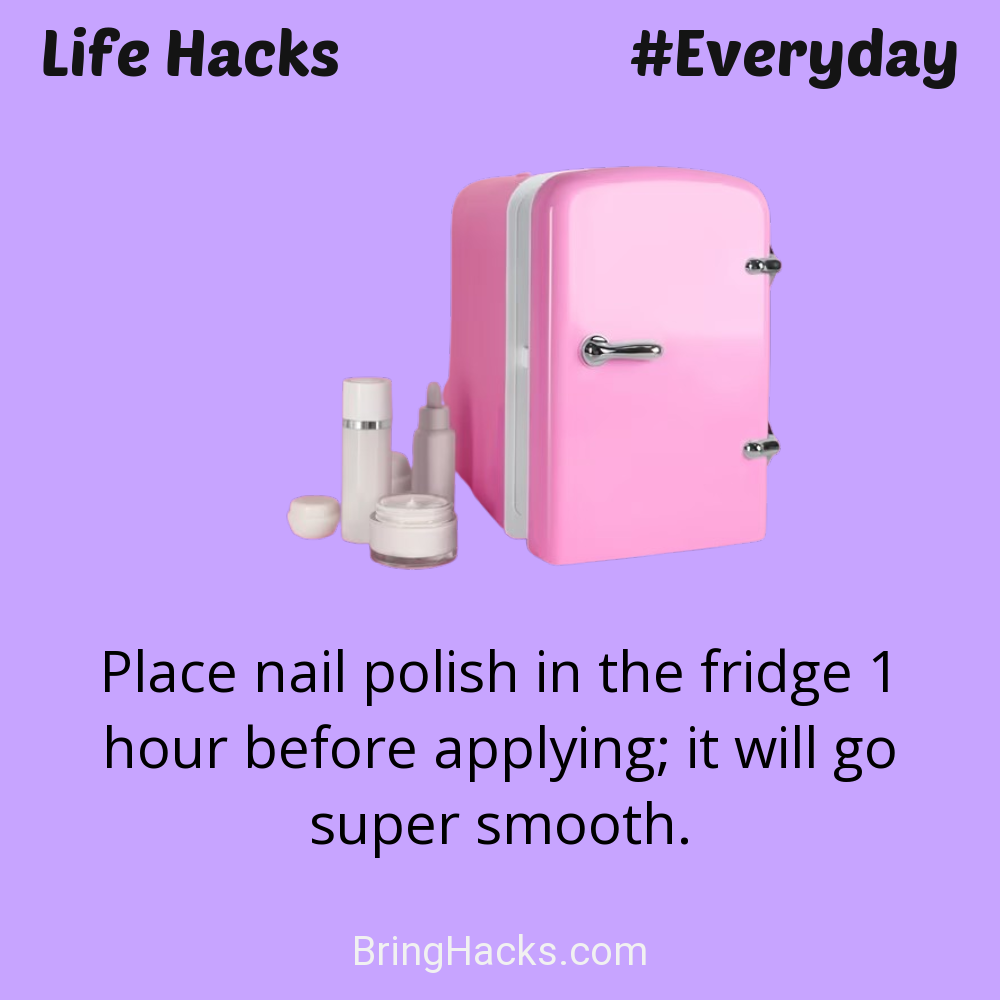 Life Hacks #Everyday
Place nail polish in the fridge 1
hour before applying; it will go
super smooth.
BringHacks.com